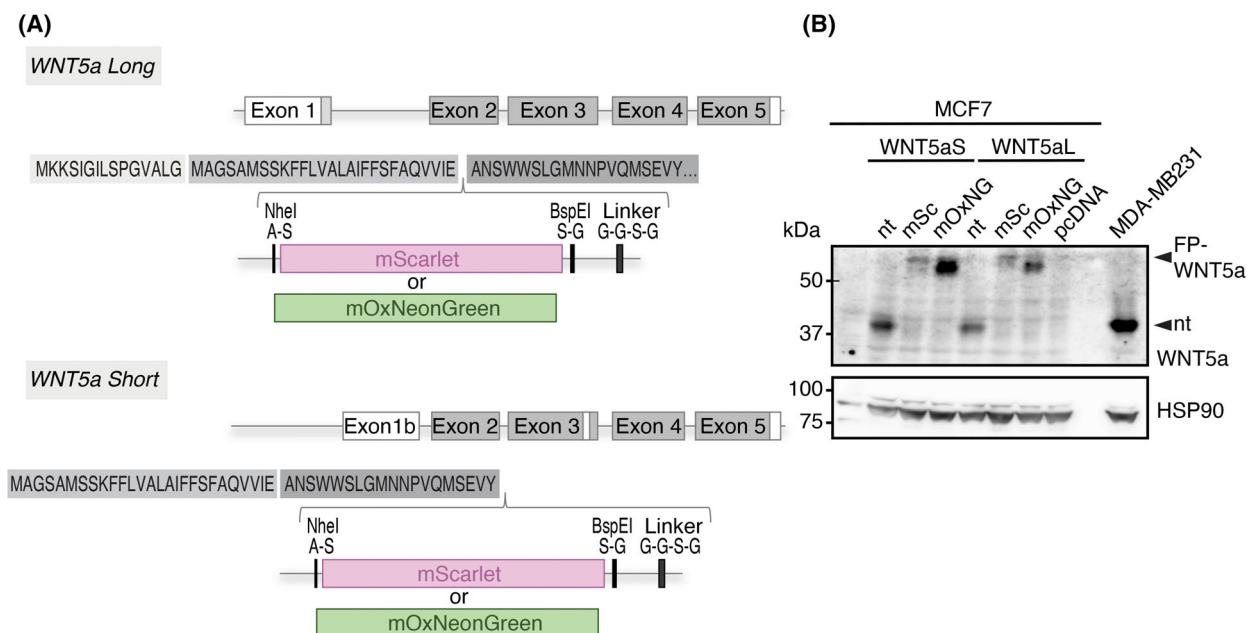 (A)
WNT5a Long
Exon 1 Exon 2 Exon 3 Exon 4 Exon 5
MKKSIGILSPGVALG MAGSAMSSKFFLVALAIFFSFAQVVIE ANSWWSLGMNNPVQMSEVY...
NheI BspEI Linker
A-S S-G G-G-S-G
mScarlet
or
mOxNeonGreen
WNT5a Short
Exon1b Exon 2 Exon 3 Exon 4 Exon 5
MAGSAMSSKFFLVALAIFFSFAQVVIE ANSWWSLGMNNPVQMSEVY
NheI BspEI Linker
A-S S-G G-G-S-G
mScarlet
or
mOxNeonGreen
(B)
MCF7
WNT5aS WNT5aL
kDa nt mSc mOxNG nt mSc mOxNG pcDNA MDA-MB231
FP-
WNT5a
50
37 nt
WNT5a
100
75 HSP90